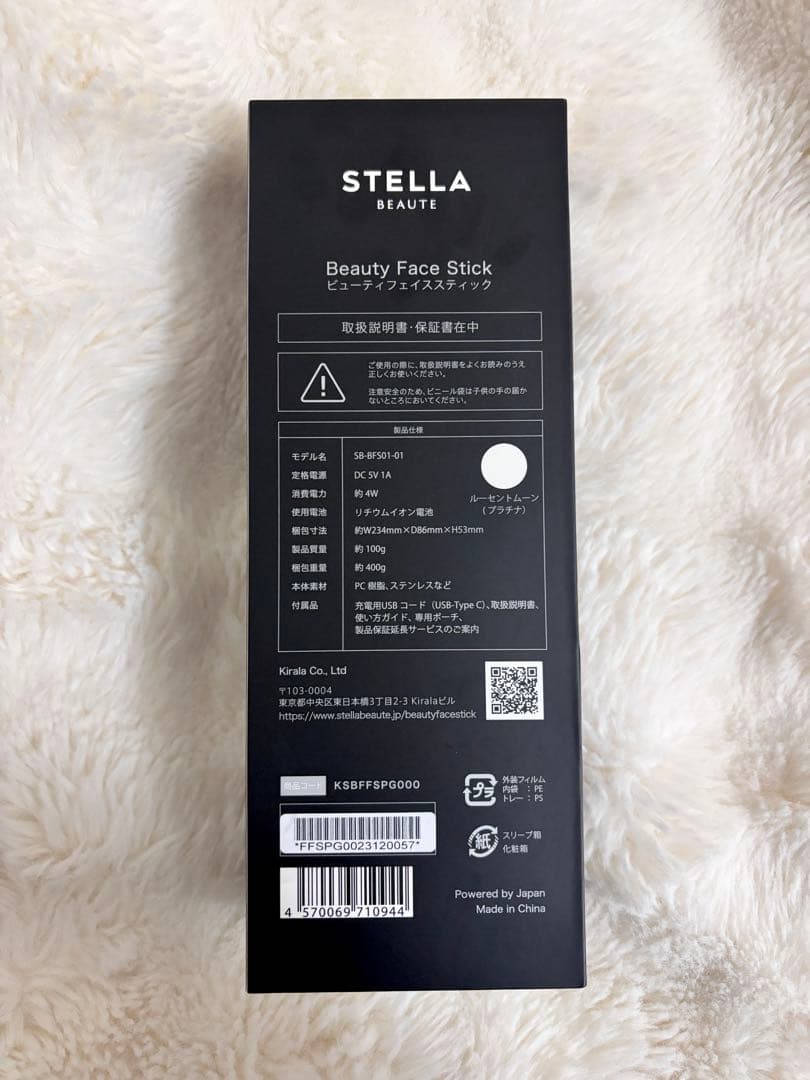 STELLA
BEAUTE
Beauty Face Stick
ビューティフェイススティック
取扱説明書・保証書在中
ご使用の際に、取扱説明書をよくお読みのうえ
正しくお使いください。
注意安全のため、ビニール袋は子供の手の届か
ないところにおいてください。
製品仕様
モデル名 SB-BFS01-01
定格電源 DC 5V 1A
消費電力 約 4W
使用電池 リチウムイオン電池
梱包寸法 約W234mm×D86mm×H53mm
製品質量 約 100g
梱包重量 約 400g
本体素材 PC 樹脂、ステンレスなど
付属品 充電用USB コード（USB-Type C）、取扱説明書、
使い方ガイド、専用ポーチ、
製品保証延長サービスのご案内
ルーセントムーン
（プラチナ）
Kirala Co., Ltd
〒103-0004
東京都中央区東日本橋3丁目2-3 Kiralaビル
https://www.stellabeaute.jp/beautyfacestick
商品コード KSBFFSPG000
*FFSPG0023120057*
4 570069 710944
プラ
外装フィルム
内袋 ：PE
トレー：PS
紙
スリーブ箱
化粧箱
Powered by Japan
Made in China